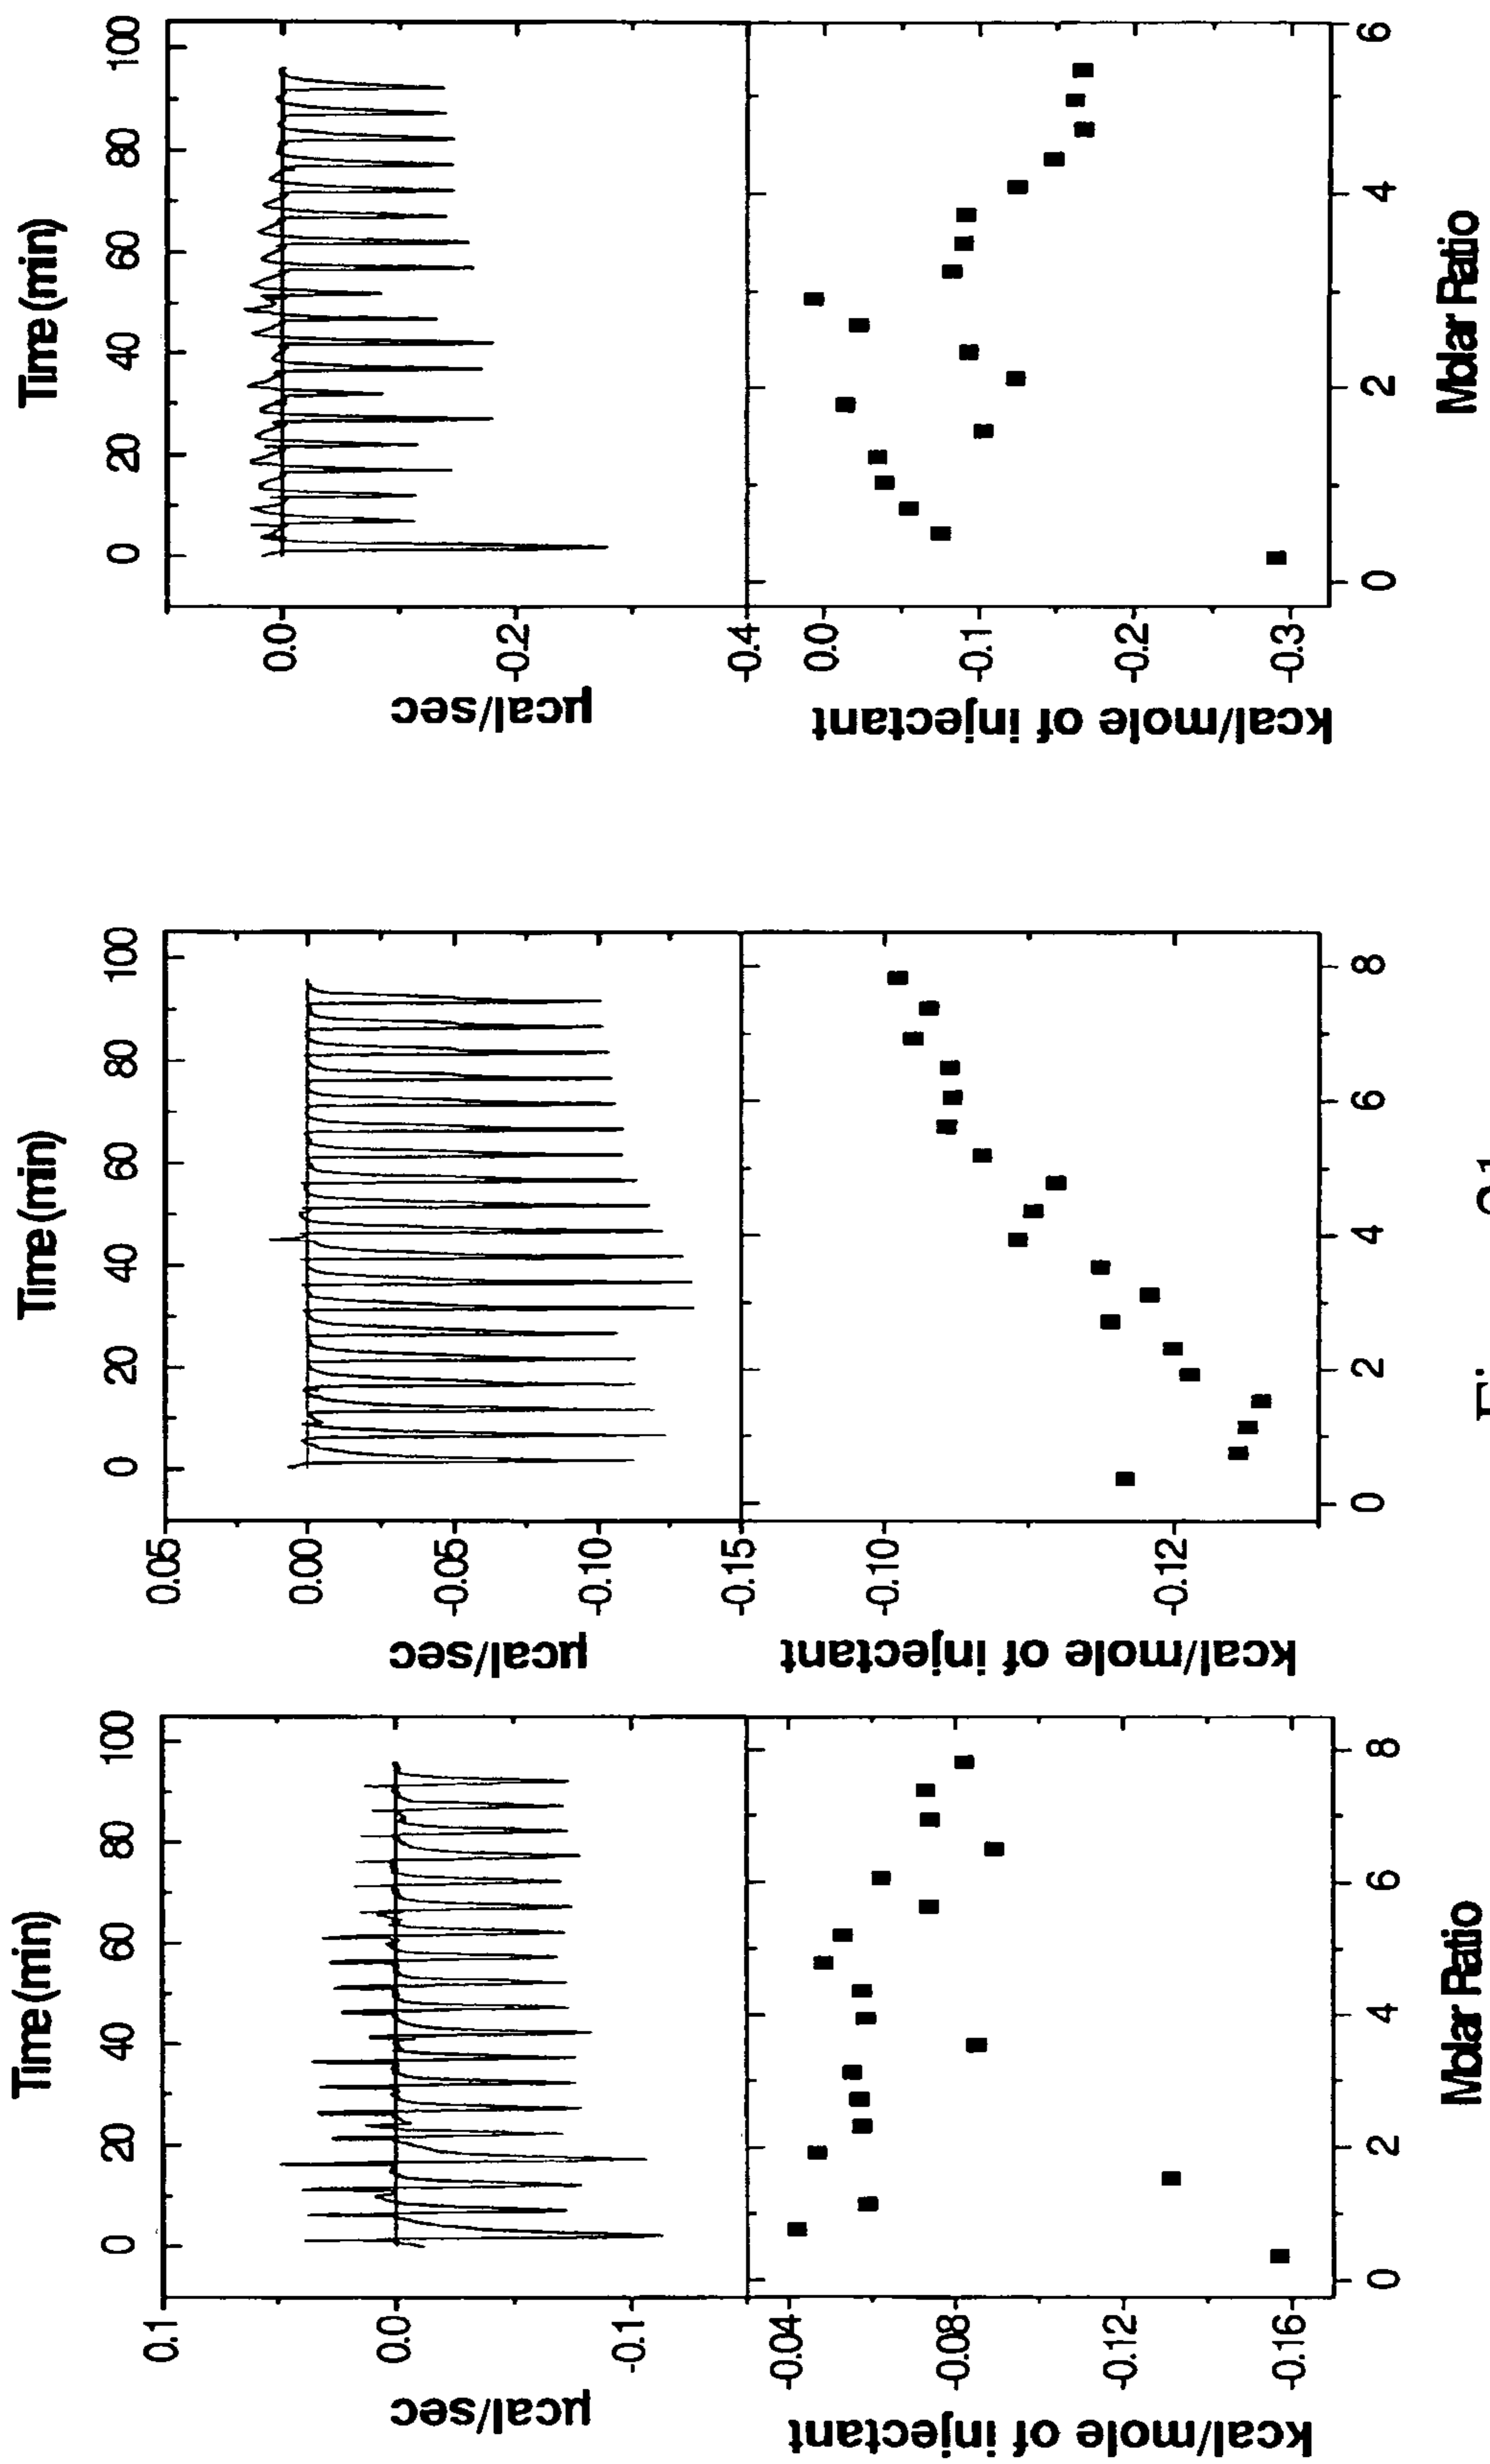 Time (min)
0 20 40 60 80 100
0.1
0.0
-0.1
µcal/sec
-0.04
-0.08
-0.12
-0.16
kcal/mole of injectant
0 2 4 6 8
Molar Ratio
Time (min)
0 20 40 60 80 100
0.05
0.00
-0.05
-0.10
-0.15
µcal/sec
-0.10
-0.12
kcal/mole of injectant
0 2 4 6 8
Time (min)
0 20 40 60 80 100
0.0
-0.2
-0.4
µcal/sec
0.0
-0.1
-0.2
-0.3
kcal/mole of injectant
0 2 4 6
Molar Ratio